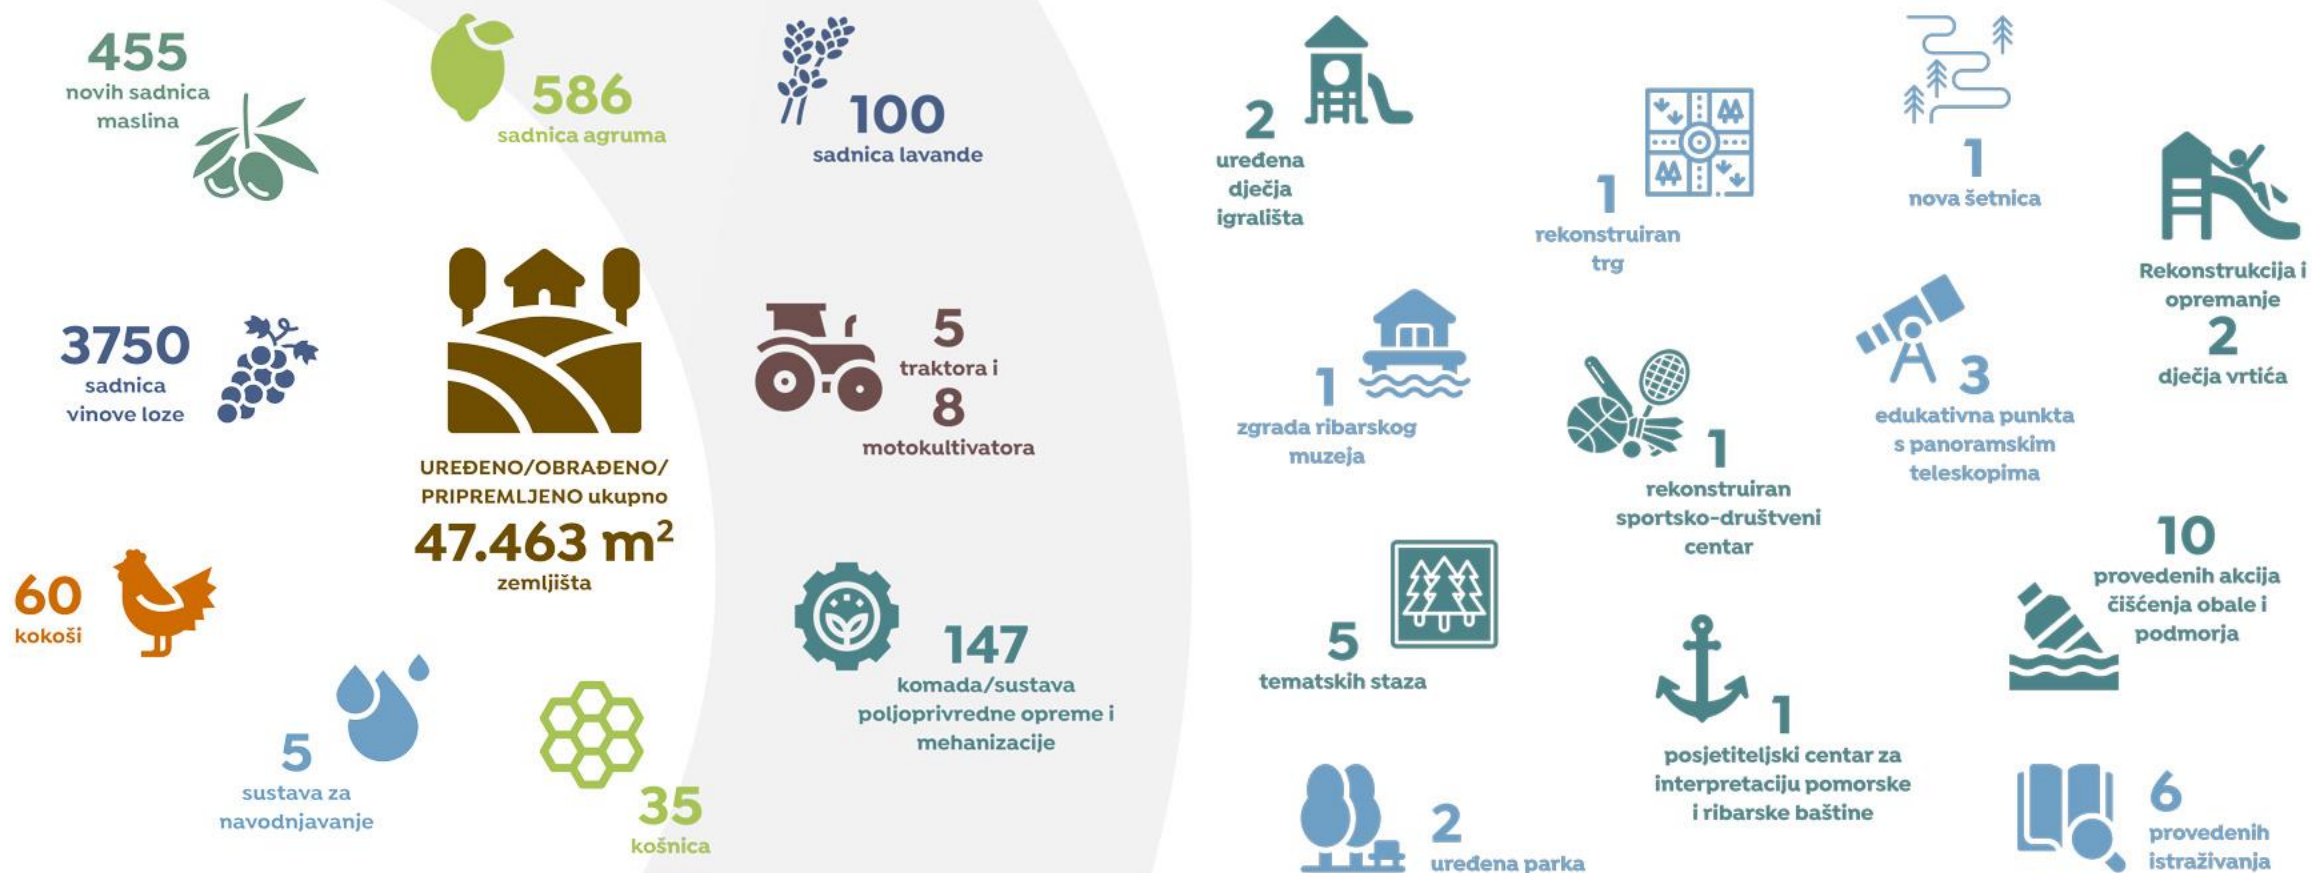 455
novih sadnica
maslina
586
sadnica agruma
100
sadnica lavande
3750
sadnica
vinove loze
UREĐENO/OBRAĐENO/
PRIPREMLJENO ukupno
47.463 m²
zemljišta
5
traktora i
8
motokultivatora
60
kokoši
5
sustava za
navodnjavanje
35
košnica
147
komada/sustava
poljoprivredne opreme i
mehanizacije
2
uređena
dječja
igrališta
1
rekonstruiran
trg
1
nova šetnica
Rekonstrukcija i
opremanje
2
dječja vrtića
1
zgrada ribarskog
muzeja
1
rekonstruiran
sportsko-društveni
centar
3
edukativna punkta
s panoramskim
teleskopima
5
tematskih staza
1
posjetiteljski centar za
interpretaciju pomorske
i ribarske baštine
10
provedenih akcija
čišćenja obale i
podmorja
2
uređena parka
6
provedenih
istraživanja